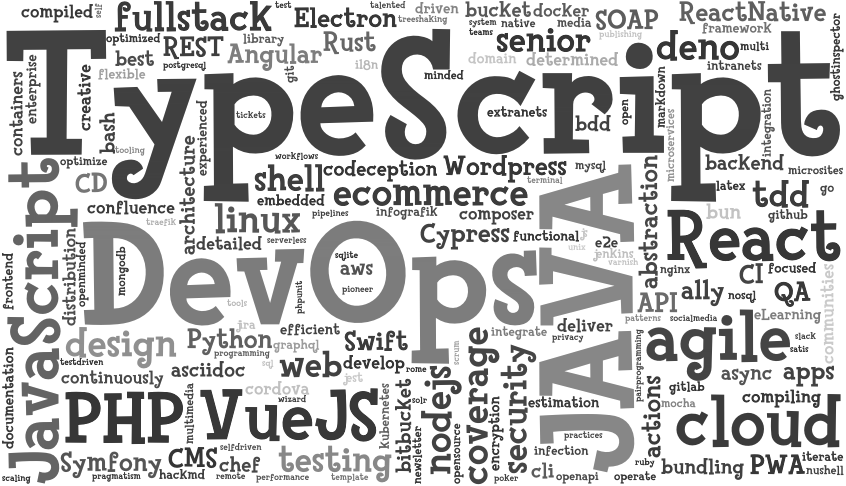 compiled
self
fullstack
test
Electron
talented
treeshaking
driven
bucket
docker
system
native
media
teams
SOAP
publishing
ReactNative
framework
optimized
REST
library
Angular
Rust
il8n
senior
deno
multi
best
postgresql
flexible
git
minded
domain
determined
intranets
ghostinspector
containers
enterprise
creative
TypeScript
tickets
extranets
bdd
open
markdown
microservices
integration
bash
tooling
experienced
architecture
optimize
CD
workflows
shell
codeception
Wordpress
mysql
backend
microsites
embedded
ecommerce
terminal
latex
tdd
go
confluence
traefik
linux
pipelines
infografik
composer
abstraction
bun
github
adetailed
serverless
Cypress
functional
jr
unix
e2e
jenkins
varnish
React
JavaScript
frontend
distribution
openminded
mongodb
DevOps
sqlite
aws
pioneer
phpunit
JAVA
nginx
CI
focused
a11y
nosql
QA
communities
tools
API
patterns
socialmedia
eLearning
jira
efficient
integrate
deliver
privacy
design
Python
programming
graphql
Swift
scrum
agile
slack
satis
testdriven
continuously
asciidoc
sql
web
develop
rome
jest
cordova
coverage
security
pairprogramming
gitlab
async
apps
documentation
PHP
multimedia
VueJS
wizard
Kubernetes
bitbucket
solr
nodejs
estimation
actions
mocha
compiling
cloud
newsletter
opensource
encryption
practices
infection
Symfony
CMS
selfdriven
chef
testing
cli
openapi
ruby
operate
bundling
PWA
iterate
nushell
scaling
pragmatism
hackmd
remote
performance
template
poker